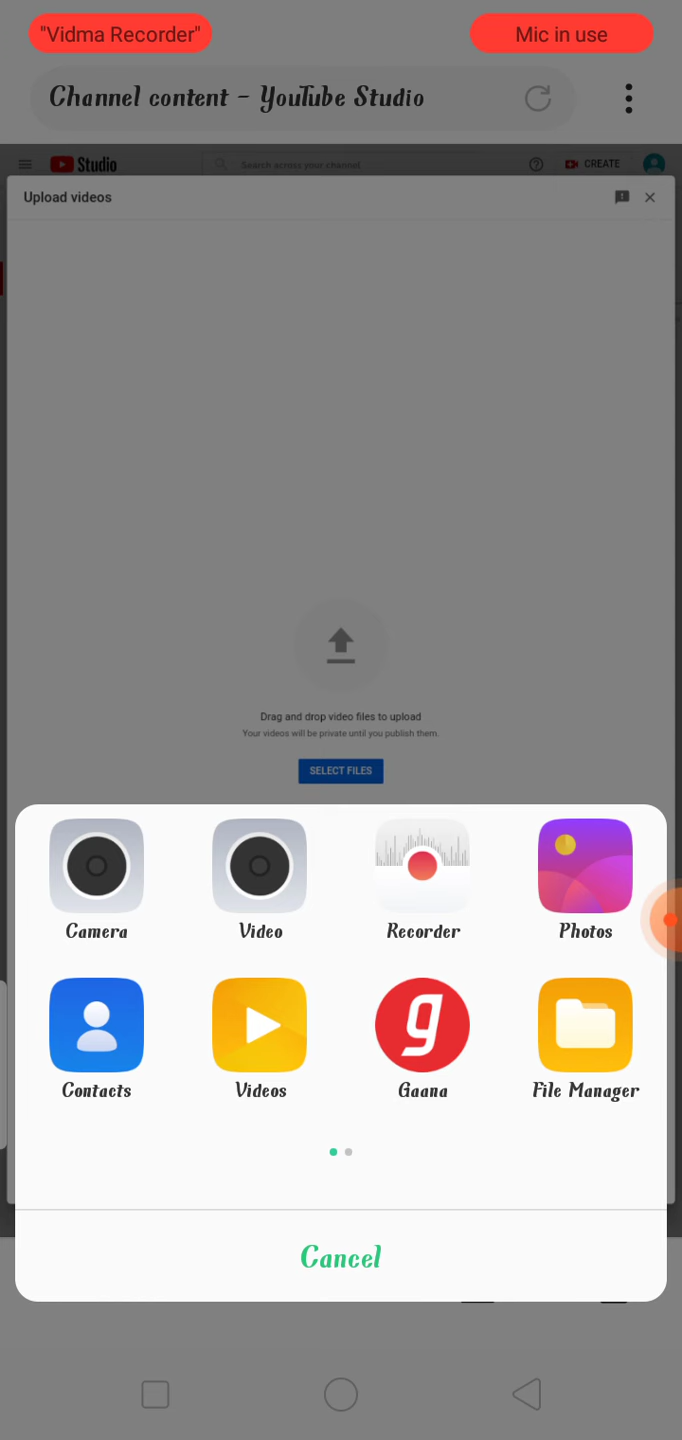 "Vidma Recorder"
Mic in use
Channel content - YouTube Studio
Studio
Search across your channel
CREATE
Upload videos
Drag and drop video files to upload
Your videos will be private until you publish them.
SELECT FILES
Camera
Video
Recorder
Photos
Contacts
Videos
Gaana
File Manager
Cancel